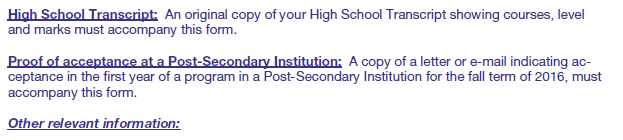 High School Transcript:  An original copy of your High School Transcript showing courses, level
and marks must accompany this form.
Proof of acceptance at a Post-Secondary Institution:  A copy of a letter or e-mail indicating ac-
ceptance in the first year of a program in a Post-Secondary Institution for the fall term of 2016, must
accompany this form.
Other relevant information: